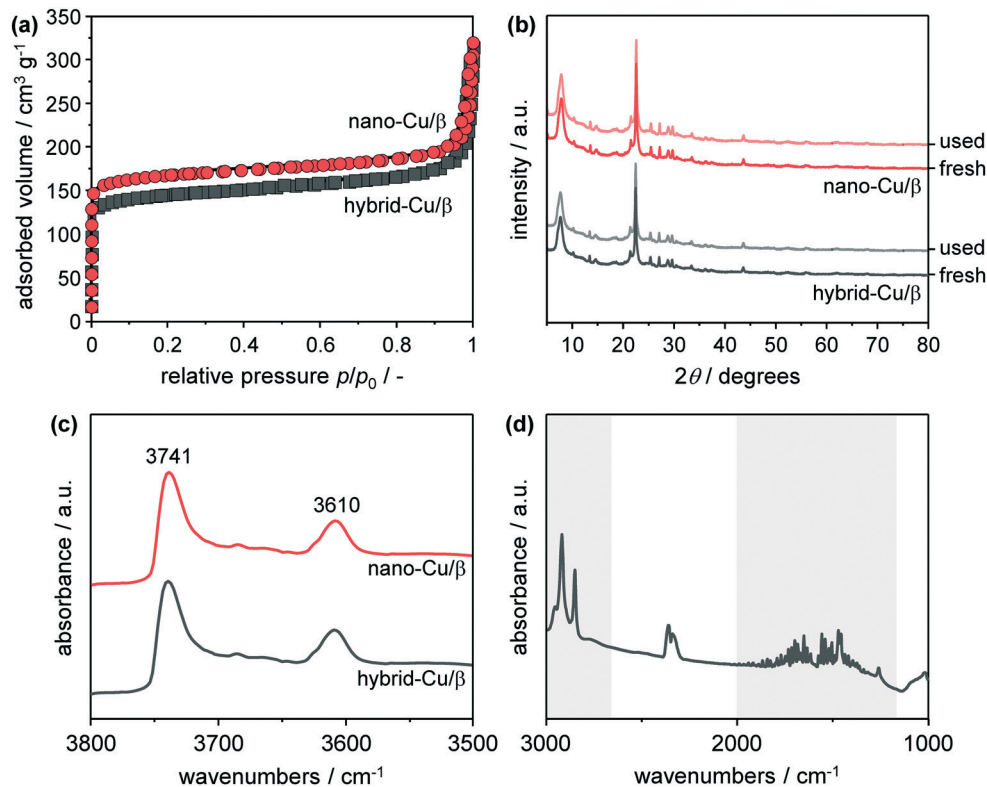 (a)
350
300
250
200
150
100
50
0
adsorbed volume / cm³ g⁻¹
nano-Cu/β
hybrid-Cu/β
0 0.2 0.4 0.6 0.8 1
relative pressure p/p₀ / -
(b)
intensity / a.u.
used
fresh
nano-Cu/β
used
fresh
hybrid-Cu/β
10 20 30 40 50 60 70 80
2θ / degrees
(c)
absorbance / a.u.
3741
3610
nano-Cu/β
hybrid-Cu/β
3800 3700 3600 3500
wavenumbers / cm⁻¹
(d)
absorbance / a.u.
3000 2000 1000
wavenumbers / cm⁻¹